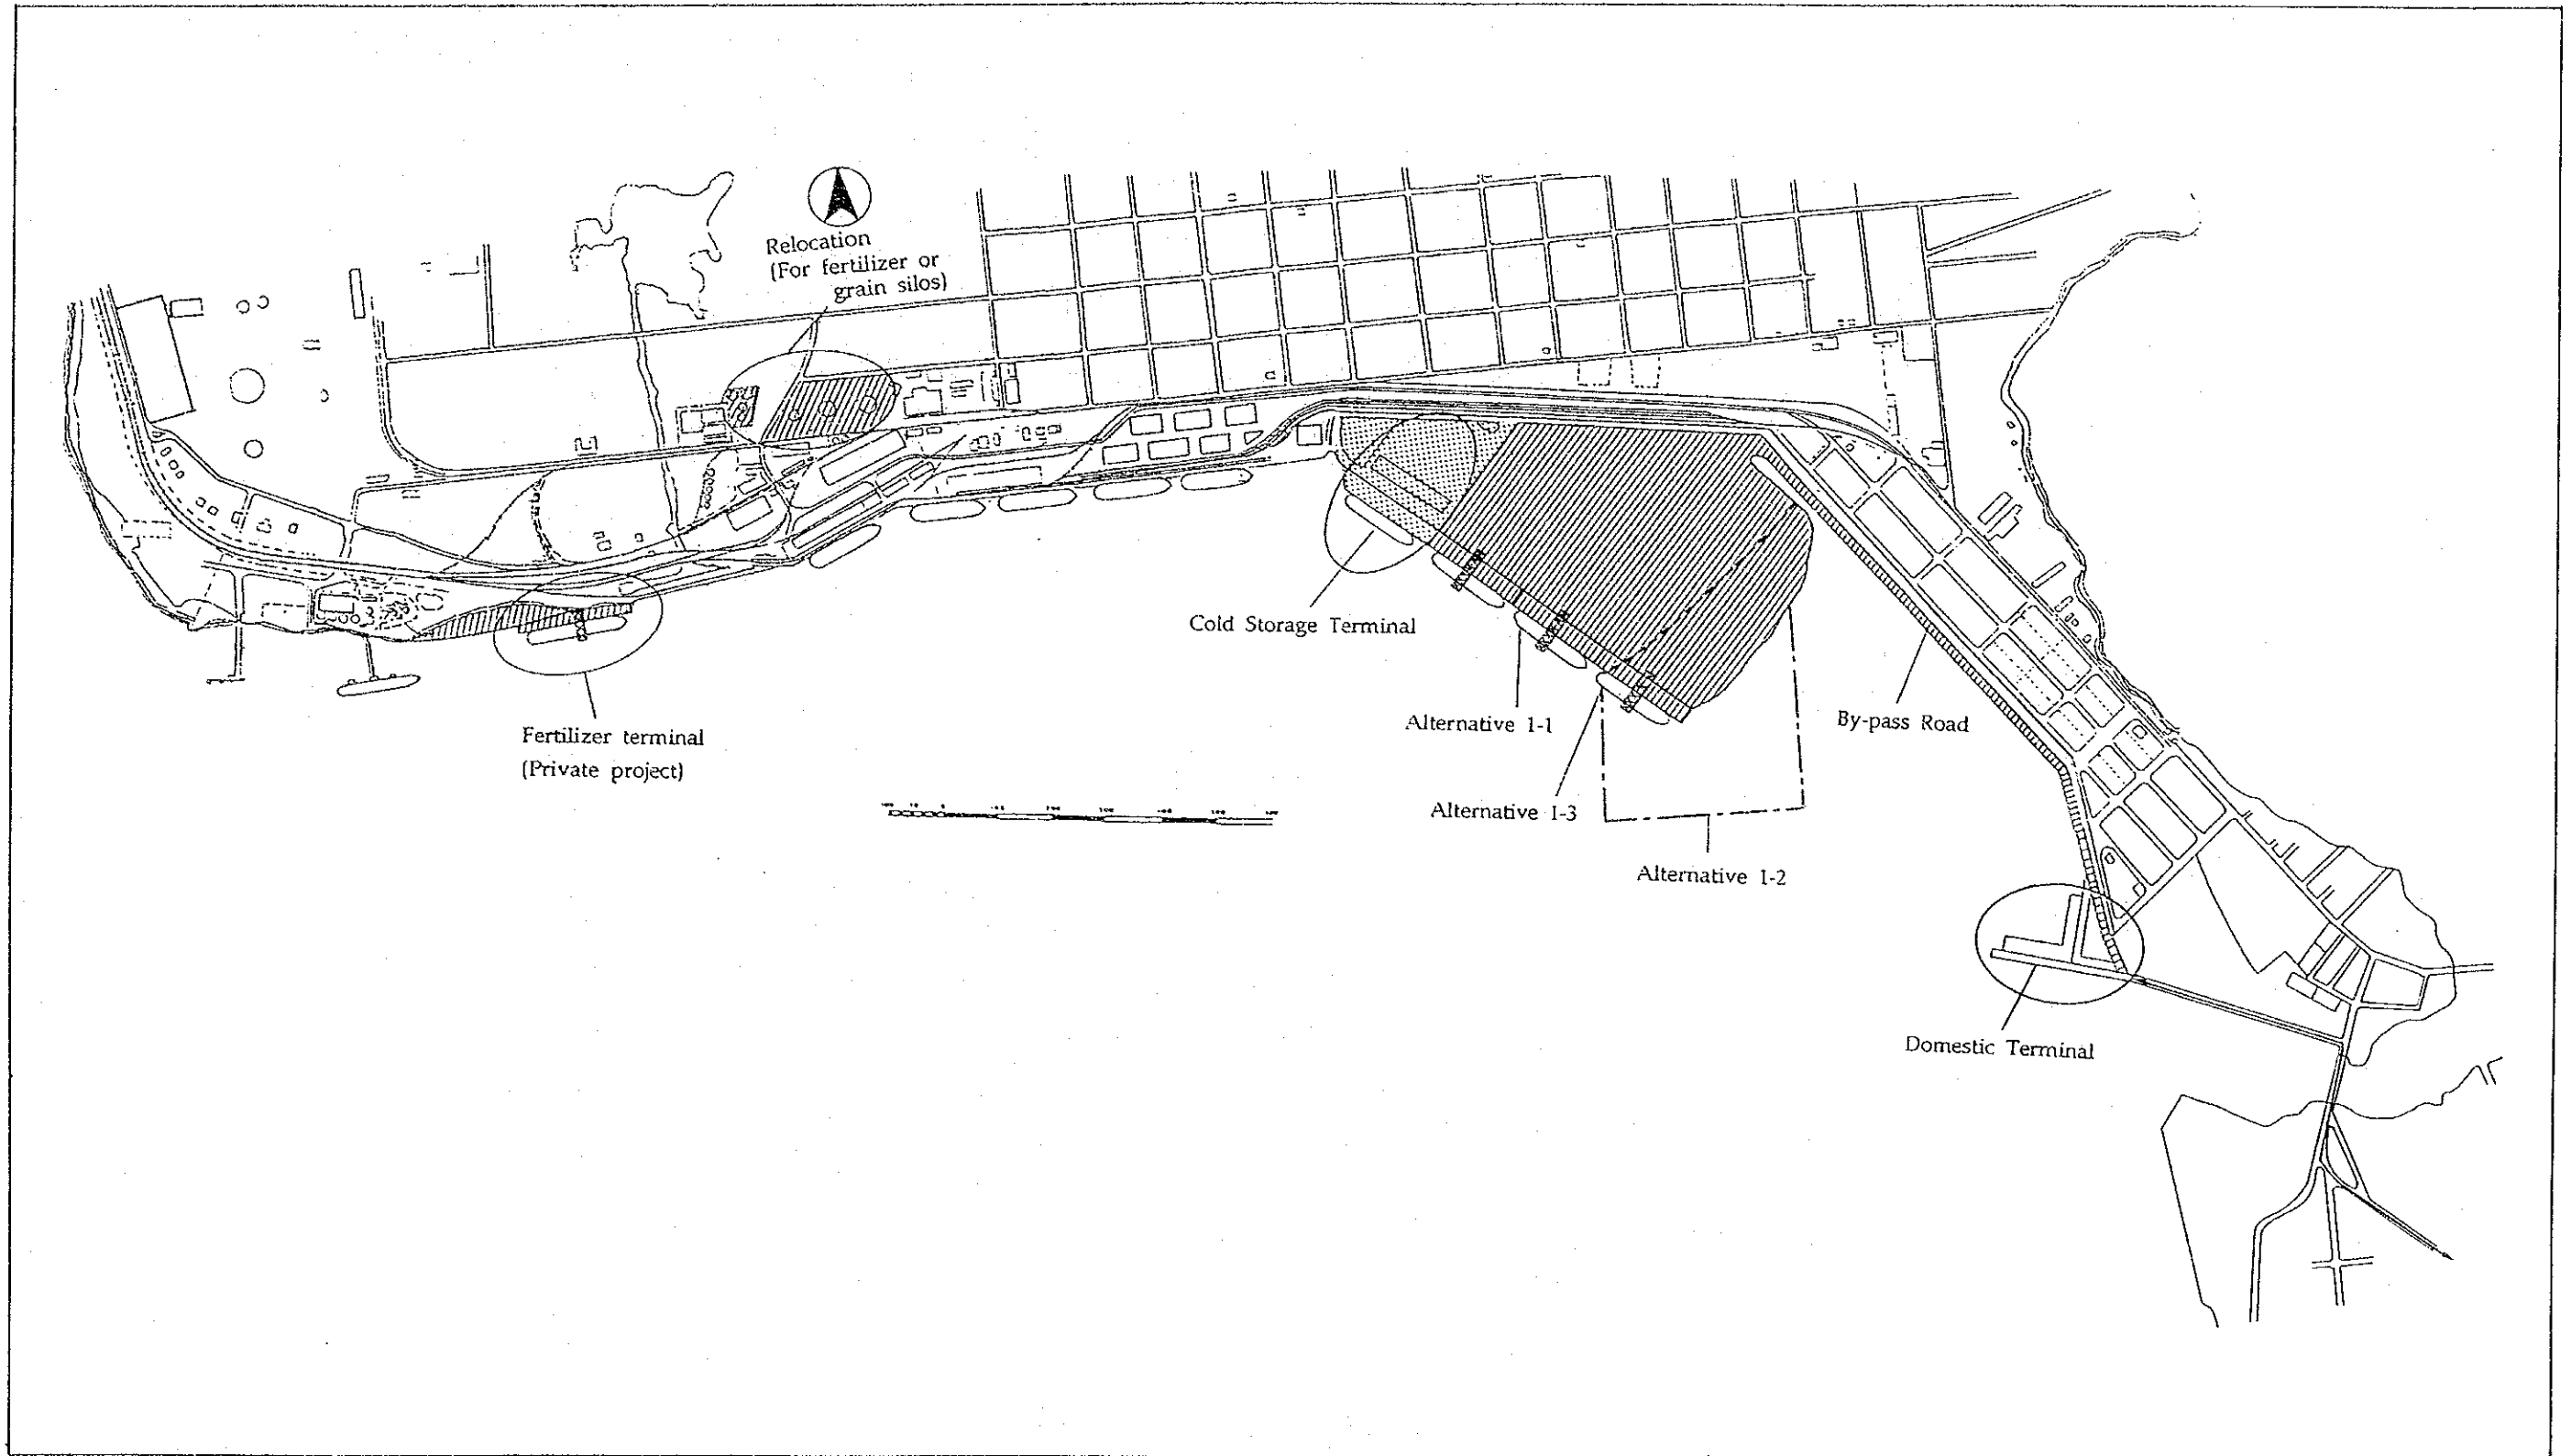 Relocation
(For fertilizer or
grain silos)
Cold Storage Terminal
Fertilizer terminal
(Private project)
Alternative 1-1
By-pass Road
Alternative 1-3
Alternative 1-2
Domestic Terminal